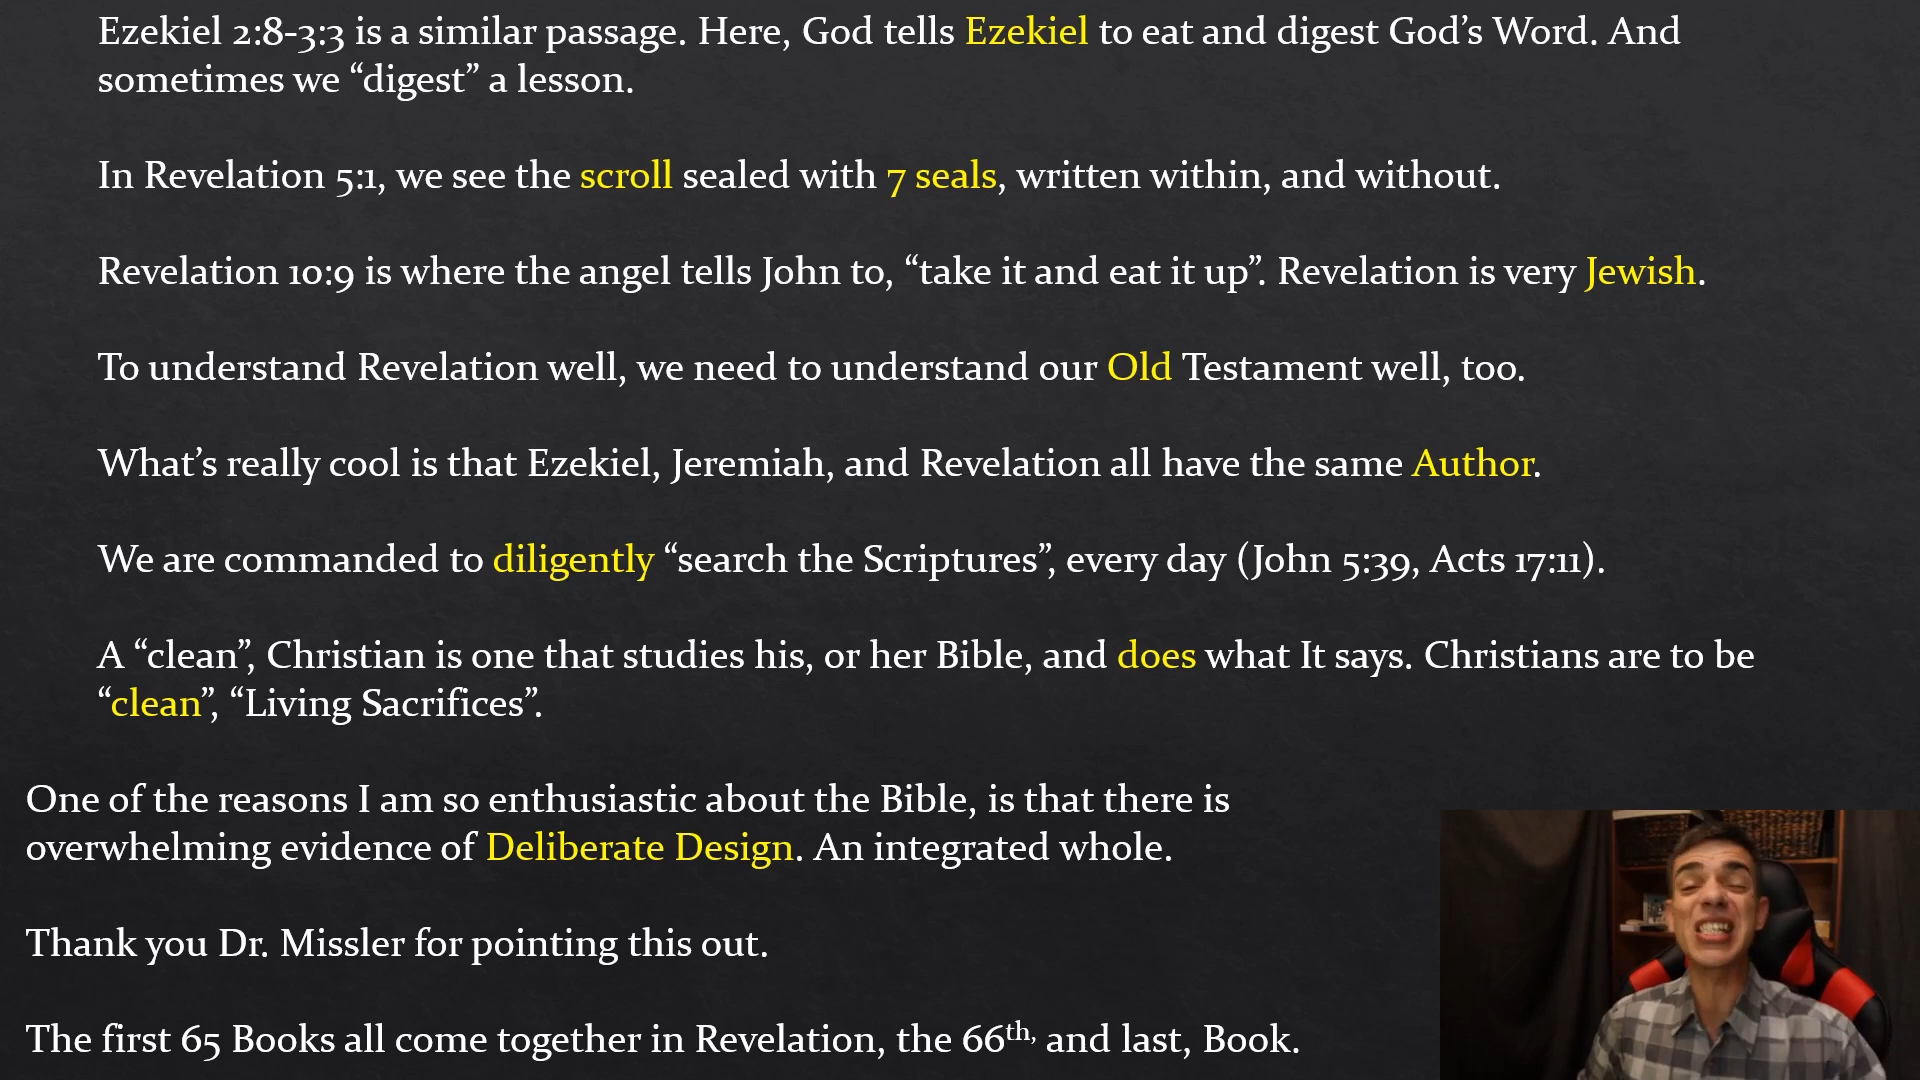 Ezekiel 2:8-3:3 is a similar passage. Here, God tells Ezekiel to eat and digest God’s Word. And
sometimes we “digest” a lesson.
In Revelation 5:1, we see the scroll sealed with 7 seals, written within, and without.
Revelation 10:9 is where the angel tells John to, “take it and eat it up”. Revelation is very Jewish.
To understand Revelation well, we need to understand our Old Testament well, too.
What’s really cool is that Ezekiel, Jeremiah, and Revelation all have the same Author.
We are commanded to diligently “search the Scriptures”, every day (John 5:39, Acts 17:11).
A “clean”, Christian is one that studies his, or her Bible, and does what It says. Christians are to be
“clean”, “Living Sacrifices”.
One of the reasons I am so enthusiastic about the Bible, is that there is
overwhelming evidence of Deliberate Design. An integrated whole.
Thank you Dr. Missler for pointing this out.
The first 65 Books all come together in Revelation, the 66th, and last, Book.